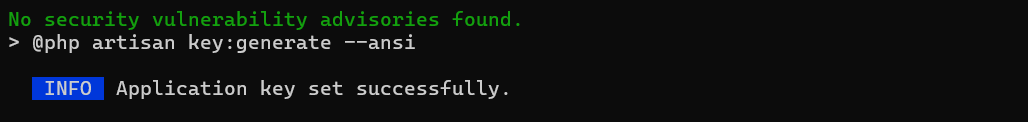 No security vulnerability advisories found.
> @php artisan key:generate --ansi
INFO Application key set successfully.